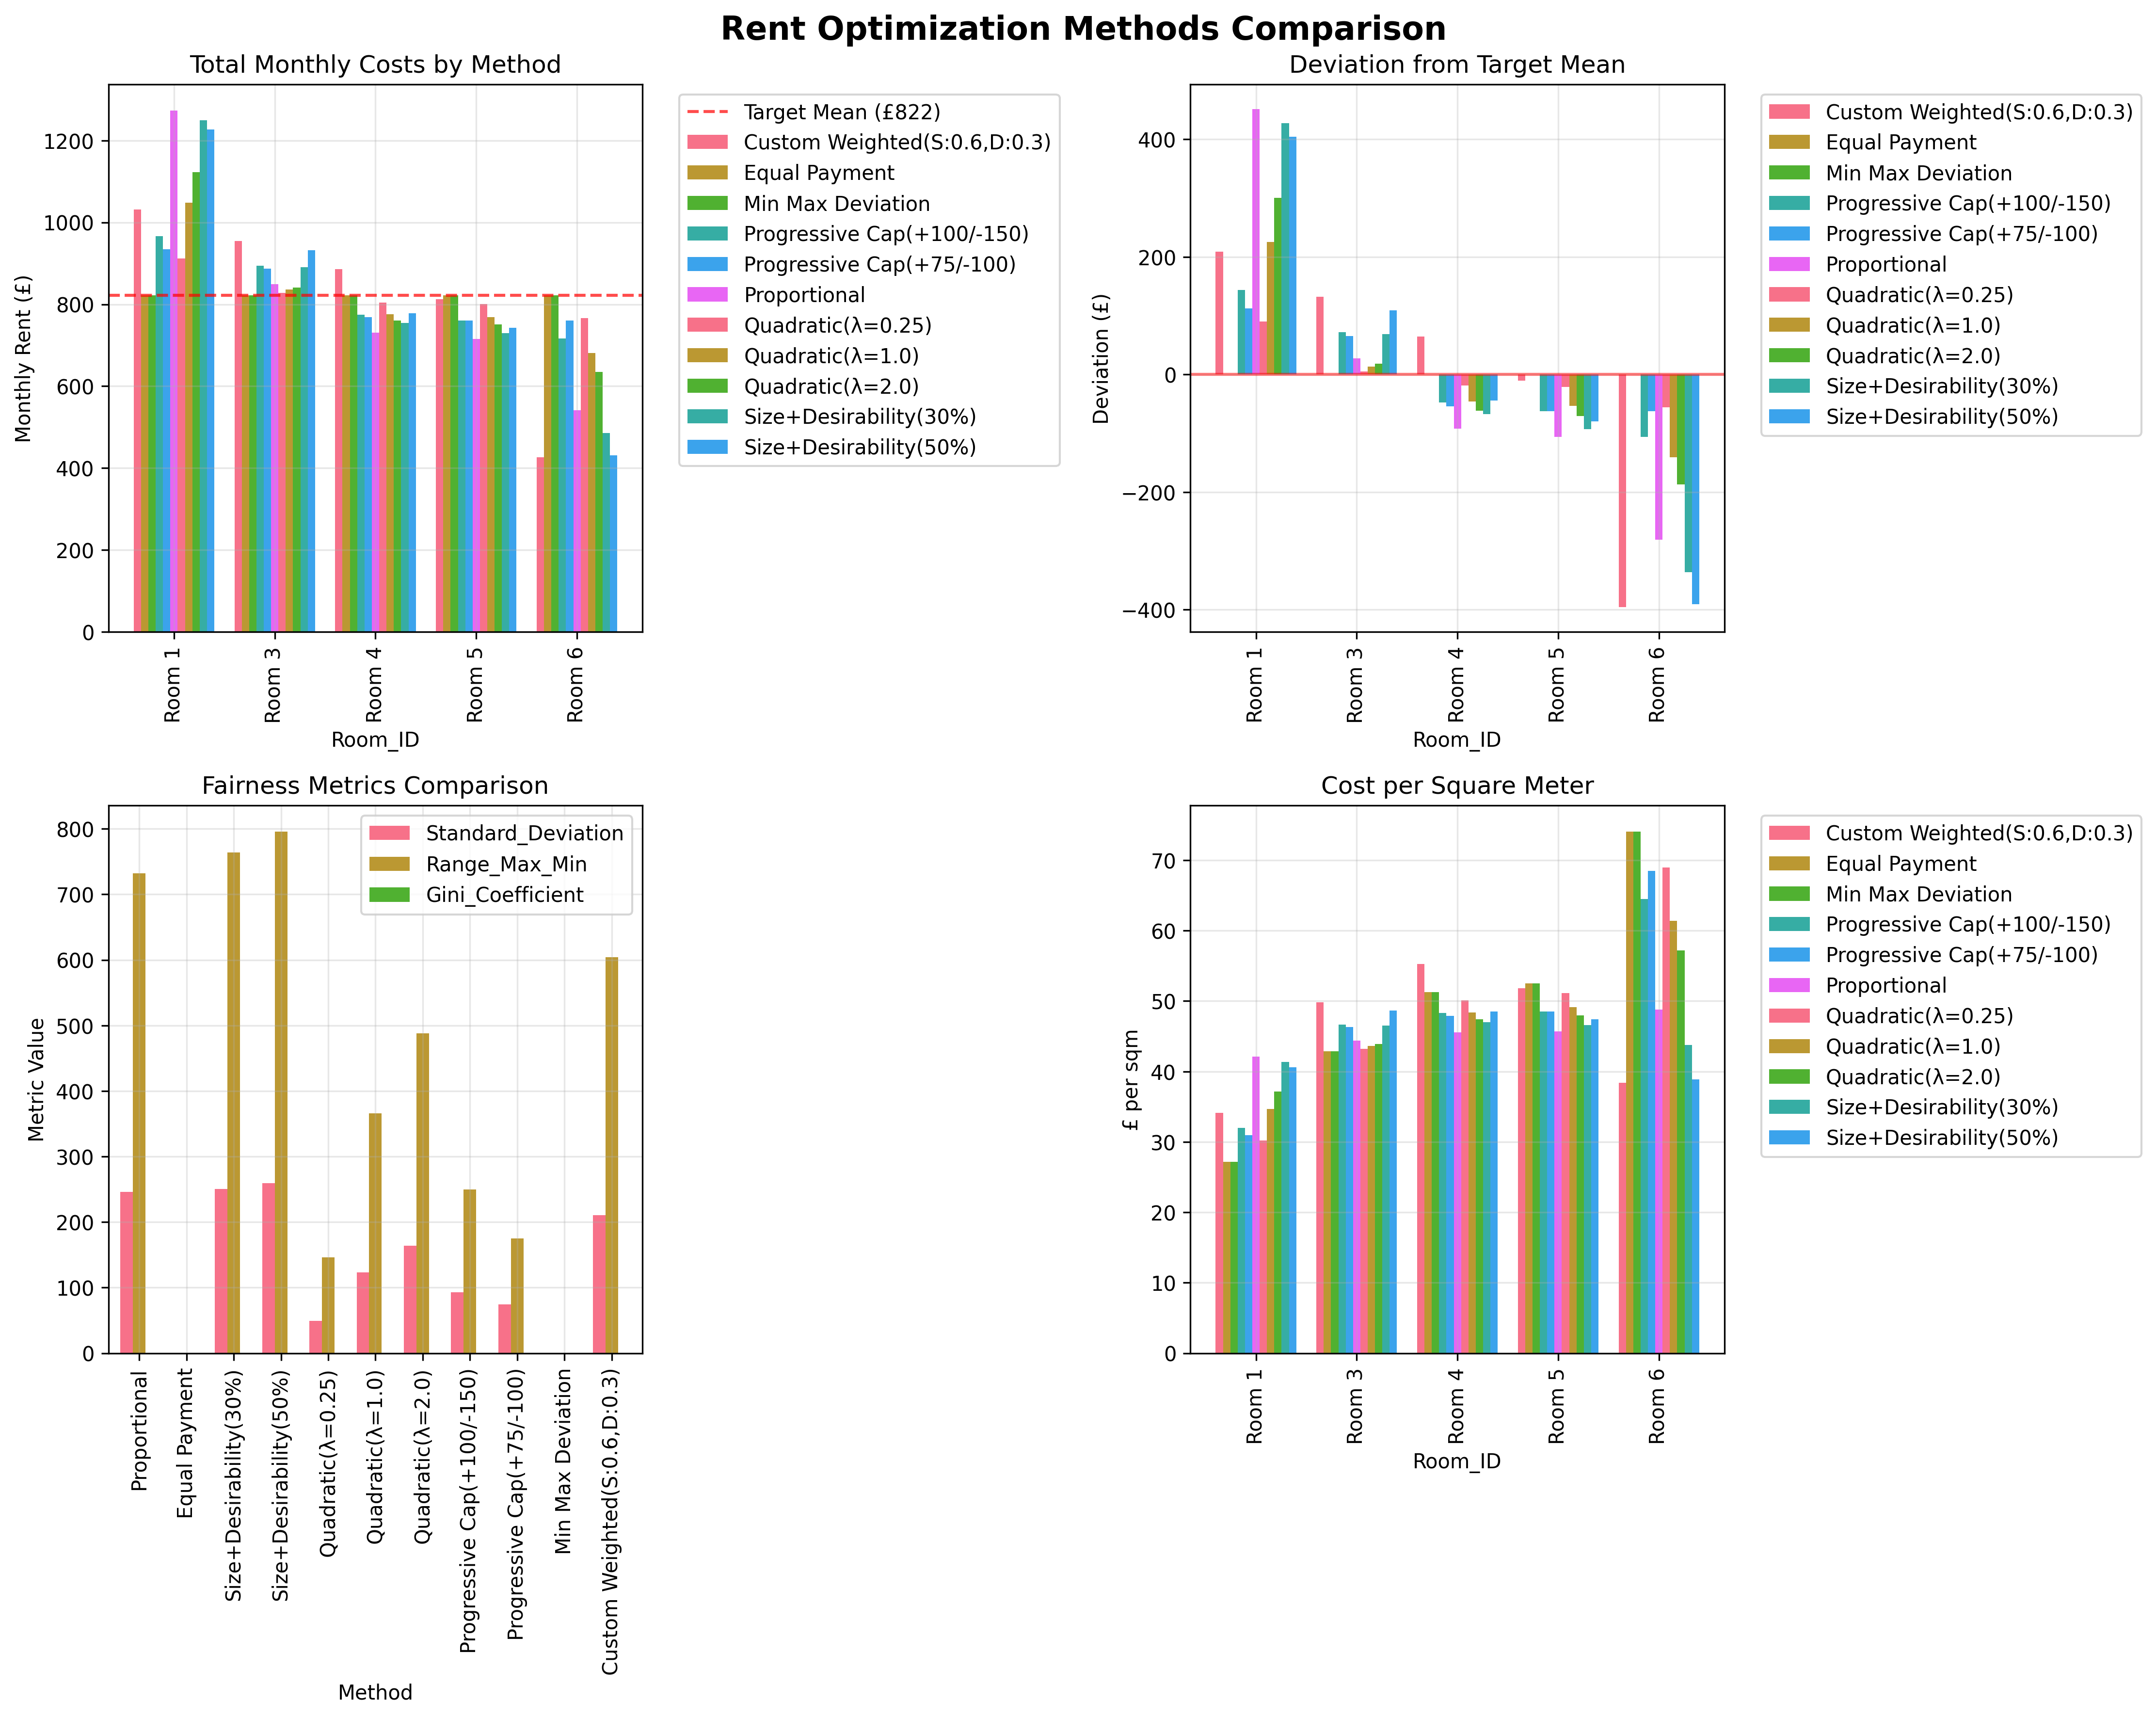 Rent Optimization Methods Comparison
Total Monthly Costs by Method
Monthly Rent (£)
1200
1000
800
600
400
200
0
Room 1
Room 3
Room 4
Room 5
Room 6
Room_ID
Target Mean (£822)
Custom Weighted(S:0.6,D:0.3)
Equal Payment
Min Max Deviation
Progressive Cap(+100/-150)
Progressive Cap(+75/-100)
Proportional
Quadratic(λ=0.25)
Quadratic(λ=1.0)
Quadratic(λ=2.0)
Size+Desirability(30%)
Size+Desirability(50%)
Deviation from Target Mean
Deviation (£)
400
200
0
−200
−400
Room 1
Room 3
Room 4
Room 5
Room 6
Room_ID
Custom Weighted(S:0.6,D:0.3)
Equal Payment
Min Max Deviation
Progressive Cap(+100/-150)
Progressive Cap(+75/-100)
Proportional
Quadratic(λ=0.25)
Quadratic(λ=1.0)
Quadratic(λ=2.0)
Size+Desirability(30%)
Size+Desirability(50%)
Fairness Metrics Comparison
Metric Value
800
700
600
500
400
300
200
100
0
Standard_Deviation
Range_Max_Min
Gini_Coefficient
Proportional
Equal Payment
Size+Desirability(30%)
Size+Desirability(50%)
Quadratic(λ=0.25)
Quadratic(λ=1.0)
Quadratic(λ=2.0)
Progressive Cap(+100/-150)
Progressive Cap(+75/-100)
Min Max Deviation
Custom Weighted(S:0.6,D:0.3)
Method
Cost per Square Meter
£ per sqm
70
60
50
40
30
20
10
0
Room 1
Room 3
Room 4
Room 5
Room 6
Room_ID
Custom Weighted(S:0.6,D:0.3)
Equal Payment
Min Max Deviation
Progressive Cap(+100/-150)
Progressive Cap(+75/-100)
Proportional
Quadratic(λ=0.25)
Quadratic(λ=1.0)
Quadratic(λ=2.0)
Size+Desirability(30%)
Size+Desirability(50%)